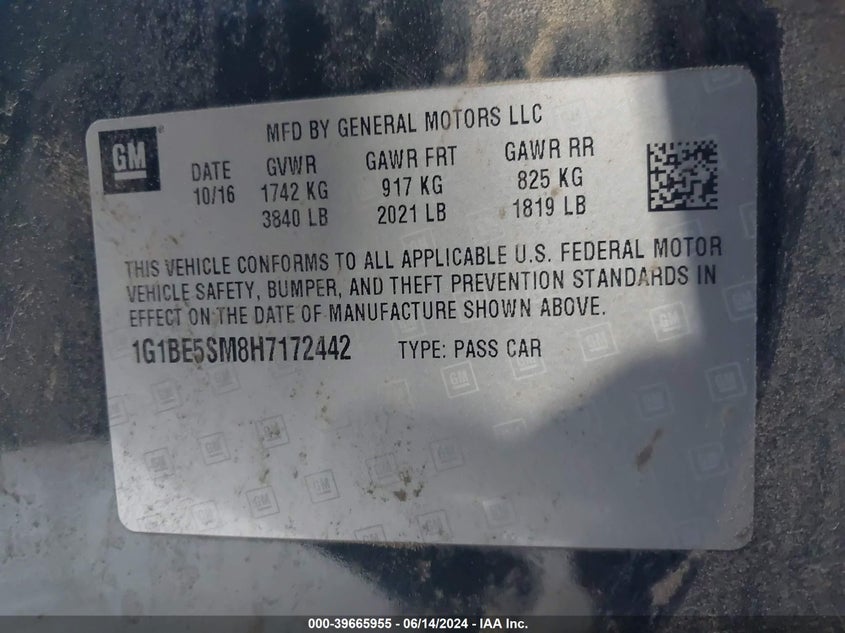 GM
MFD BY GENERAL MOTORS LLC
DATE GVWR GAWR FRT GAWR RR
10/16 1742 KG 917 KG 825 KG
3840 LB 2021 LB 1819 LB
THIS VEHICLE CONFORMS TO ALL APPLICABLE U.S. FEDERAL MOTOR
VEHICLE SAFETY, BUMPER, AND THEFT PREVENTION STANDARDS IN
EFFECT ON THE DATE OF MANUFACTURE SHOWN ABOVE.
1G1BE5SM8H7172442 TYPE: PASS CAR
000-39665955 - 06/14/2024 - IAA Inc.